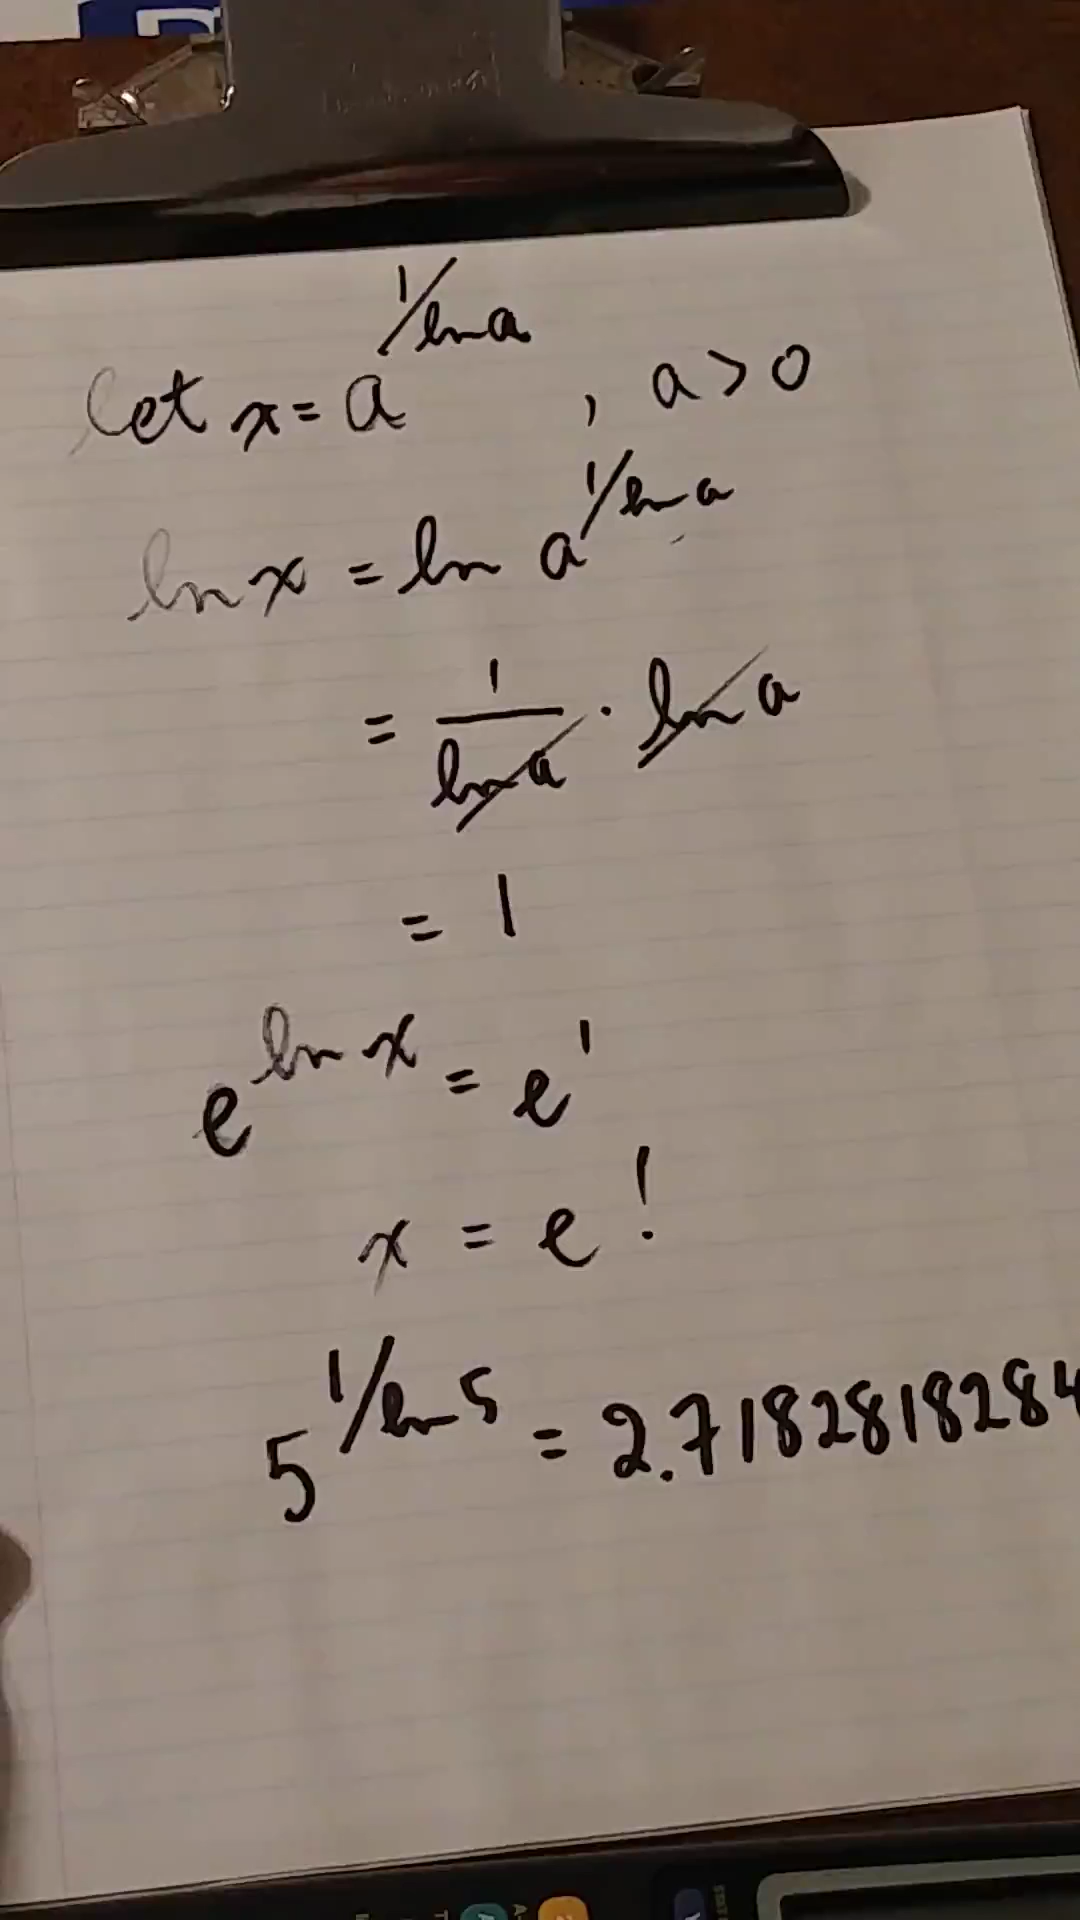 let x = a^1/ln a , a > 0
ln x = ln a^1/ln a
= 1/ln a · ln a
= 1
e^ln x = e^1
x = e!
5^1/ln 5 = 2.7182818284